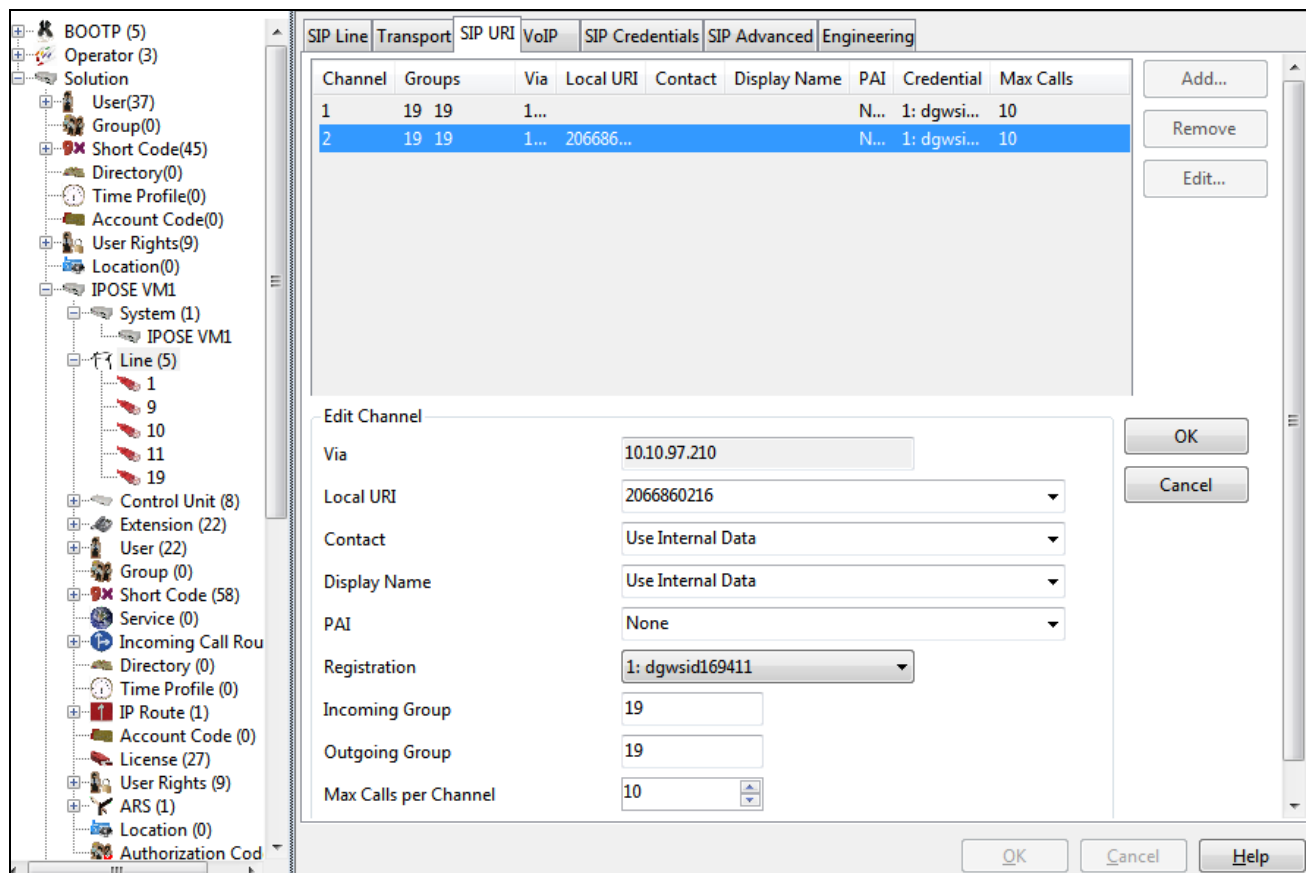 BOOTP (5)
Operator (3)
Solution
User(37)
Group(0)
Short Code(45)
Directory(0)
Time Profile(0)
Account Code(0)
User Rights(9)
Location(0)
IPOSE VM1
System (1)
IPOSE VM1
Line (5)
1
9
10
11
19
Control Unit (8)
Extension (22)
User (22)
Group (0)
Short Code (58)
Service (0)
Incoming Call Rou
Directory (0)
Time Profile (0)
IP Route (1)
Account Code (0)
License (27)
User Rights (9)
ARS (1)
Location (0)
Authorization Cod
SIP Line Transport SIP URI VoIP SIP Credentials SIP Advanced Engineering
Channel Groups Via Local URI Contact Display Name PAI Credential Max Calls
1 19 19 1... N... 1: dgwsi... 10
2 19 19 1... 206686... N... 1: dgwsi... 10
Add...
Remove
Edit...
Edit Channel
Via 10.10.97.210
Local URI 2066860216
Contact Use Internal Data
Display Name Use Internal Data
PAI None
Registration 1: dgwsid169411
Incoming Group 19
Outgoing Group 19
Max Calls per Channel 10
OK
Cancel
OK Cancel Help